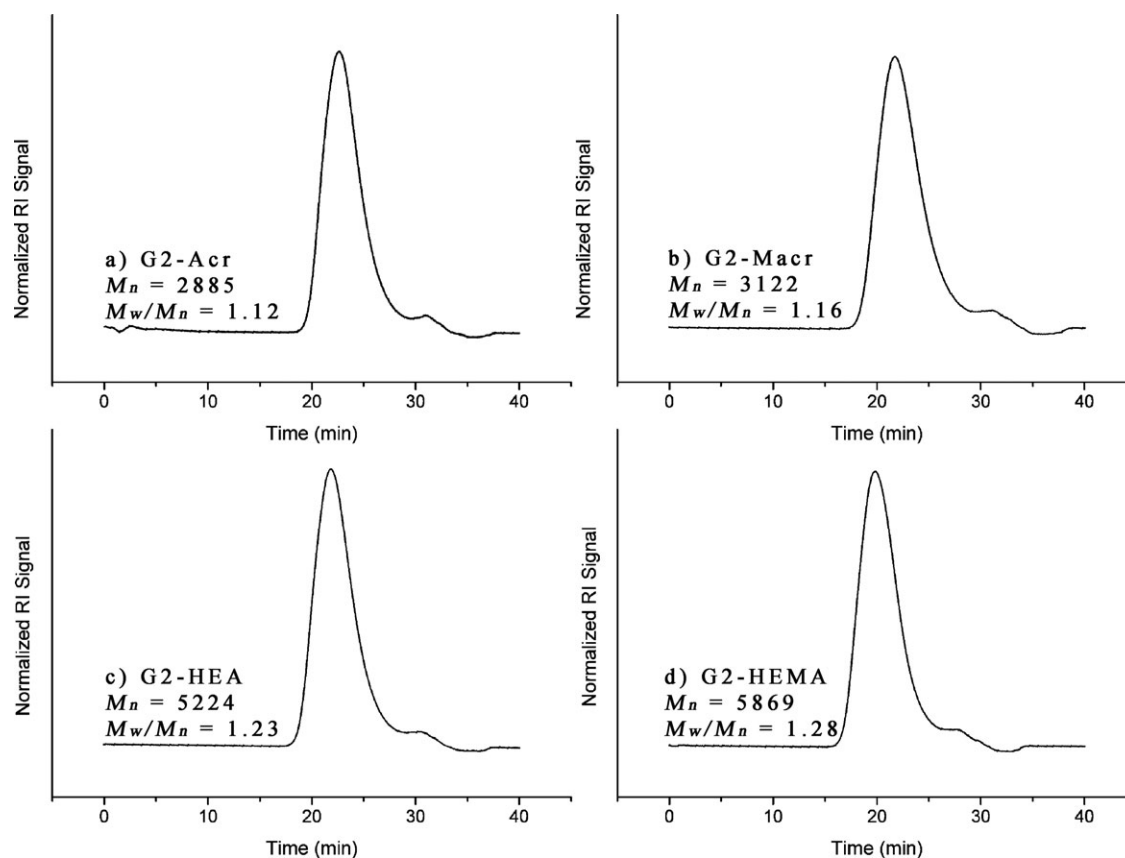 Normalized RI Signal
a) G2-Acr
Mn = 2885
Mw/Mn = 1.12
0 10 20 30 40
Time (min)
Normalized RI Signal
b) G2-Macr
Mn = 3122
Mw/Mn = 1.16
0 10 20 30 40
Time (min)
Normalized RI Signal
c) G2-HEA
Mn = 5224
Mw/Mn = 1.23
0 10 20 30 40
Time (min)
Normalized RI Signal
d) G2-HEMA
Mn = 5869
Mw/Mn = 1.28
0 10 20 30 40
Time (min)